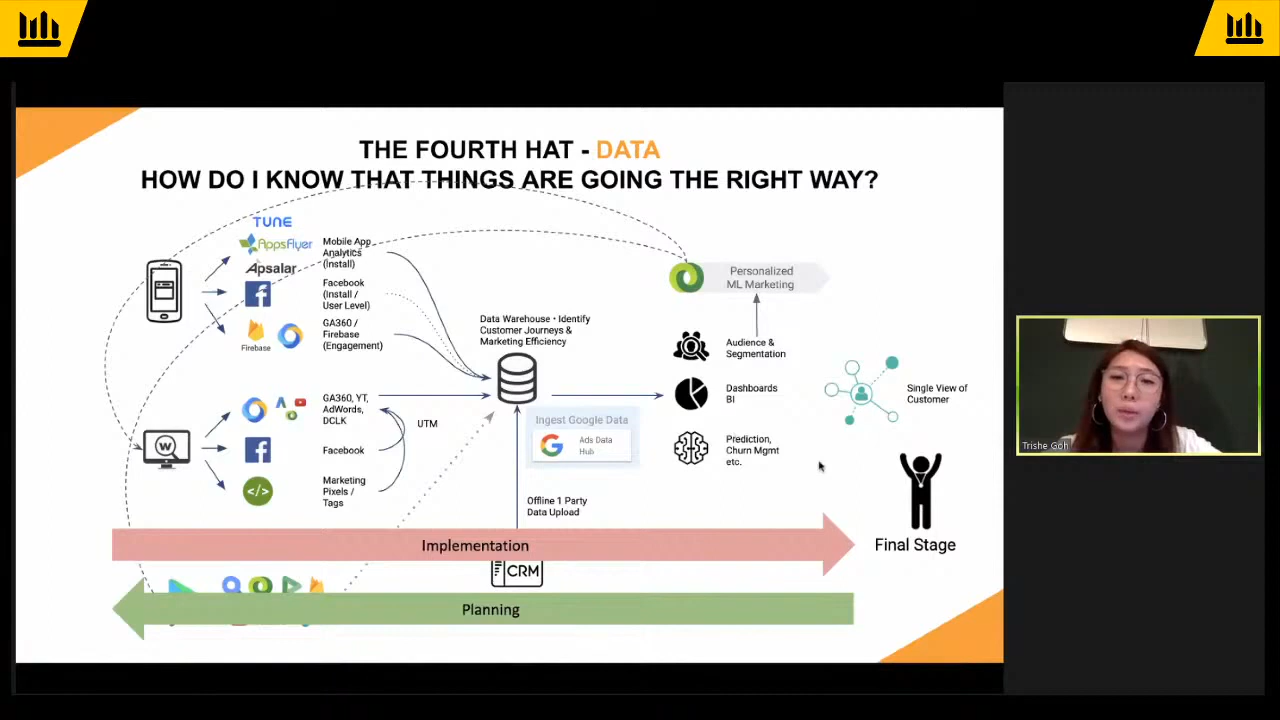 THE FOURTH HAT - DATA
HOW DO I KNOW THAT THINGS ARE GOING THE RIGHT WAY?
TUNE
AppsFlyer
Apsalar
Mobile App
Analytics
(Install)
Facebook
(Install /
User Level)
Firebase
GA360 /
Firebase
(Engagement)
GA360, YT,
AdWords,
DCLK
UTM
Facebook
Marketing
Pixels /
Tags
Data Warehouse • Identify
Customer Journeys &
Marketing Efficiency
Ingest Google Data
Ads Data
Hub
Offline 1 Party
Data Upload
Personalized
ML Marketing
Audience &
Segmentation
Dashboards
BI
Prediction,
Churn Mgmt
etc.
Single View of
Customer
Final Stage
Implementation
CRM
Planning
Trishe Goh